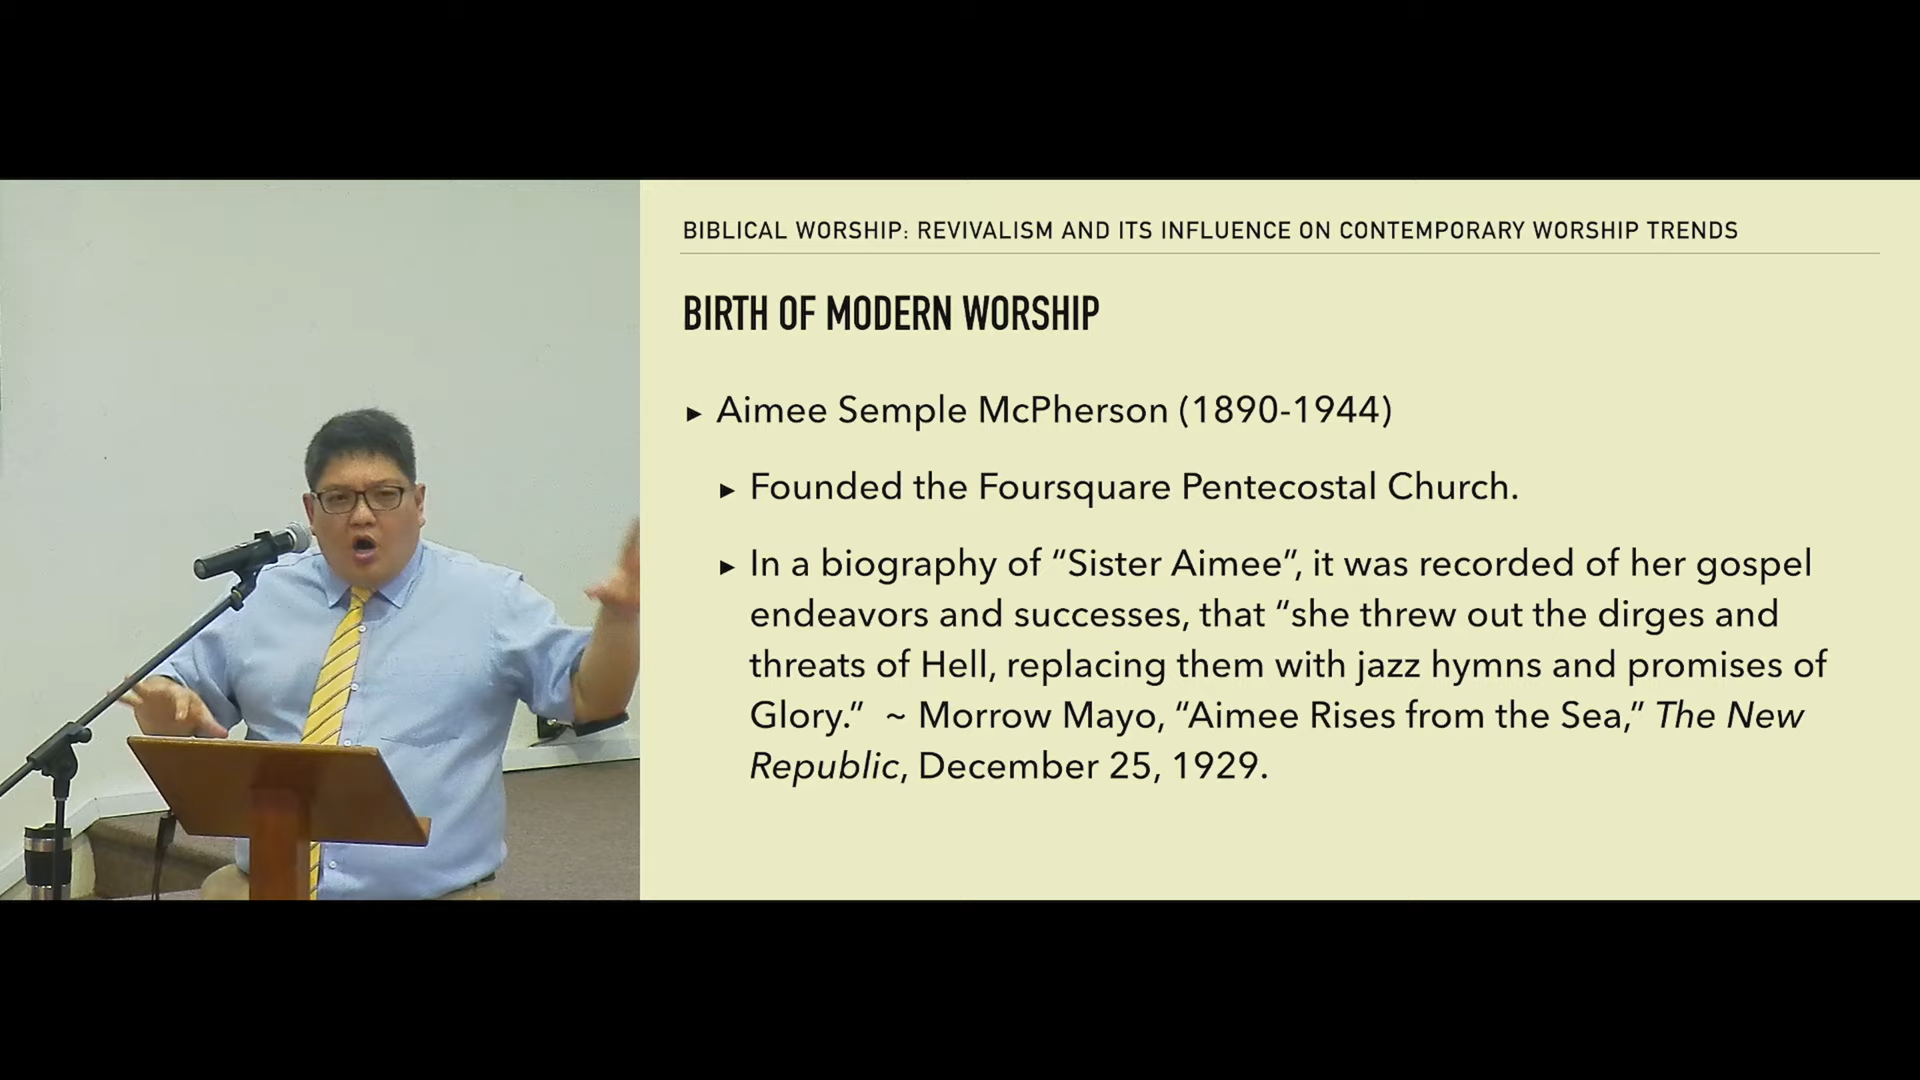 BIBLICAL WORSHIP: REVIVALISM AND ITS INFLUENCE ON CONTEMPORARY WORSHIP TRENDS
BIRTH OF MODERN WORSHIP
▸ Aimee Semple McPherson (1890-1944)
▸ Founded the Foursquare Pentecostal Church.
▸ In a biography of “Sister Aimee”, it was recorded of her gospel
endeavors and successes, that “she threw out the dirges and
threats of Hell, replacing them with jazz hymns and promises of
Glory.” ~ Morrow Mayo, “Aimee Rises from the Sea,” The New
Republic, December 25, 1929.